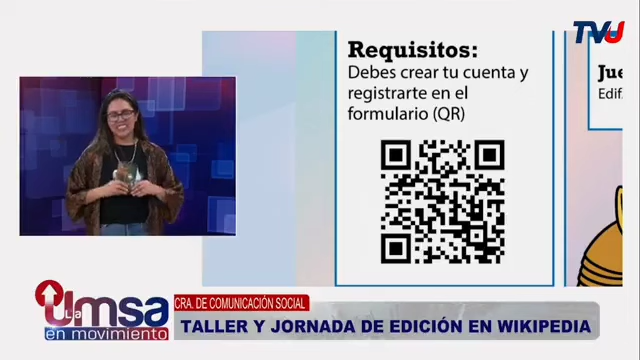 TVU
Requisitos:
Debes crear tu cuenta y
registrarte en el
formulario (QR)
Jue
Edif.
La Umsa
en movimiento
CRA. DE COMUNICACIÓN SOCIAL
TALLER Y JORNADA DE EDICIÓN EN WIKIPEDIA